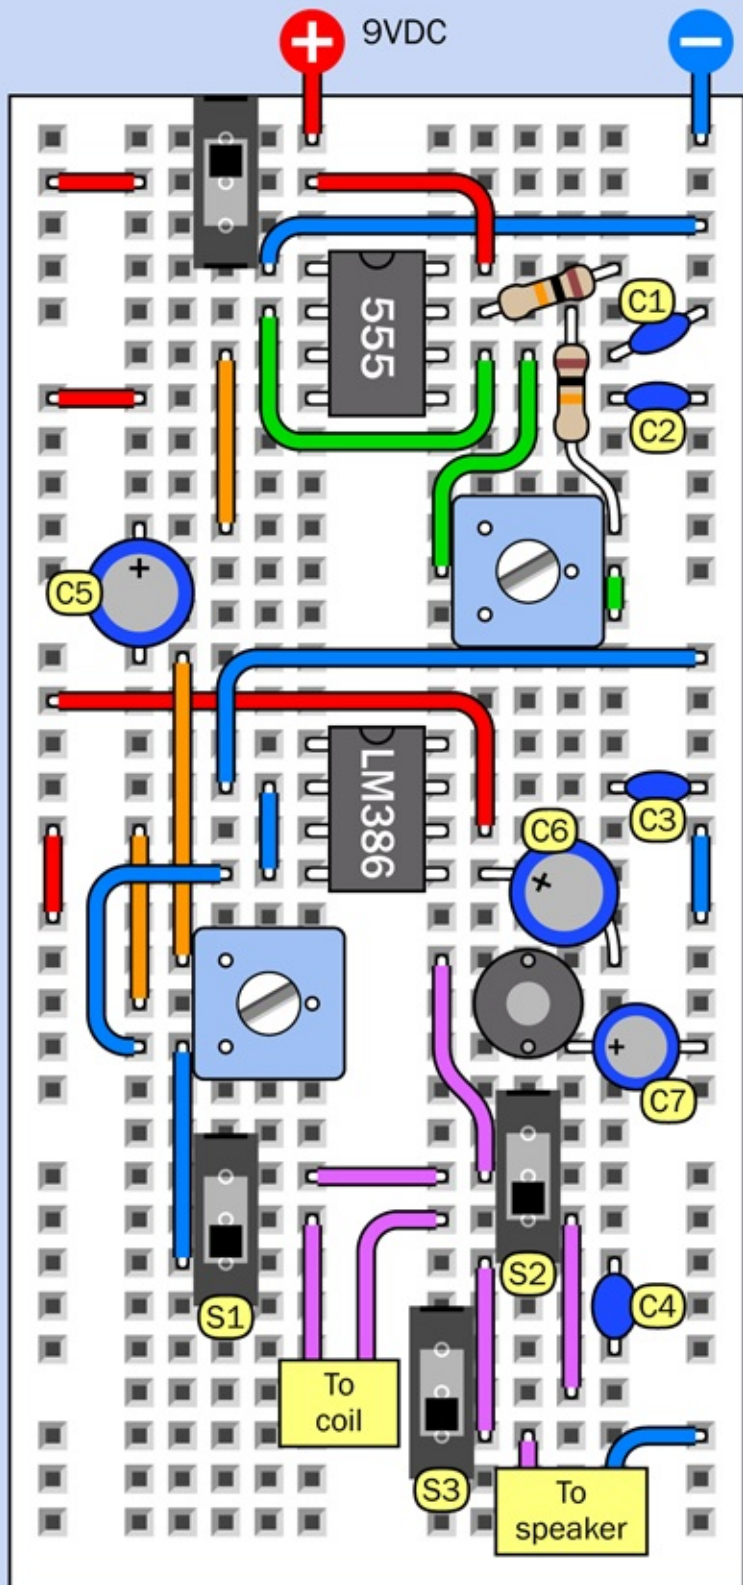 +
9VDC
−
555
C1
C2
+
C5
LM386
C6
+
C3
+
C7
S1
S2
C4
To
coil
S3
To
speaker